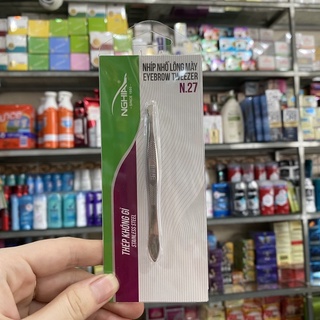 NGHIA
NHÍP NHỔ LÔNG MÀY
EYEBROW TWEEZER
N.27
THÉP KHÔNG GỈ
STAINLESS STEEL